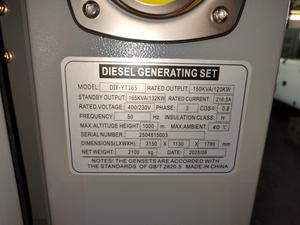 DIESEL GENERATING SET
MODEL: DIY-YT165 RATED OUTPUT: 150KVA/120KW
STANDBY OUTPUT: 165KVA/132KW RATED CURRENT: 216.5A
RATED VOLTAGE: 400/230V PHASE: 3 COSΦ: 0.8
FREQUENCY: 50 Hz INSULATION CLASS: H
MAX.ALTITUDE HEIGHT: 1000 m MAX.AMBIENT: 40 °C
SERIAL NUMBER: 2504815003
DIMENSIONS(LXWXH): 3150 X 1130 X 1780 mm
NET WEIGHT: 2100 kg DATE: 2025/06
NOTES! THE GENSETS ARE ACCORDED WITH
THE STANDARDS OF GB/T 2820.5 MADE IN CHINA